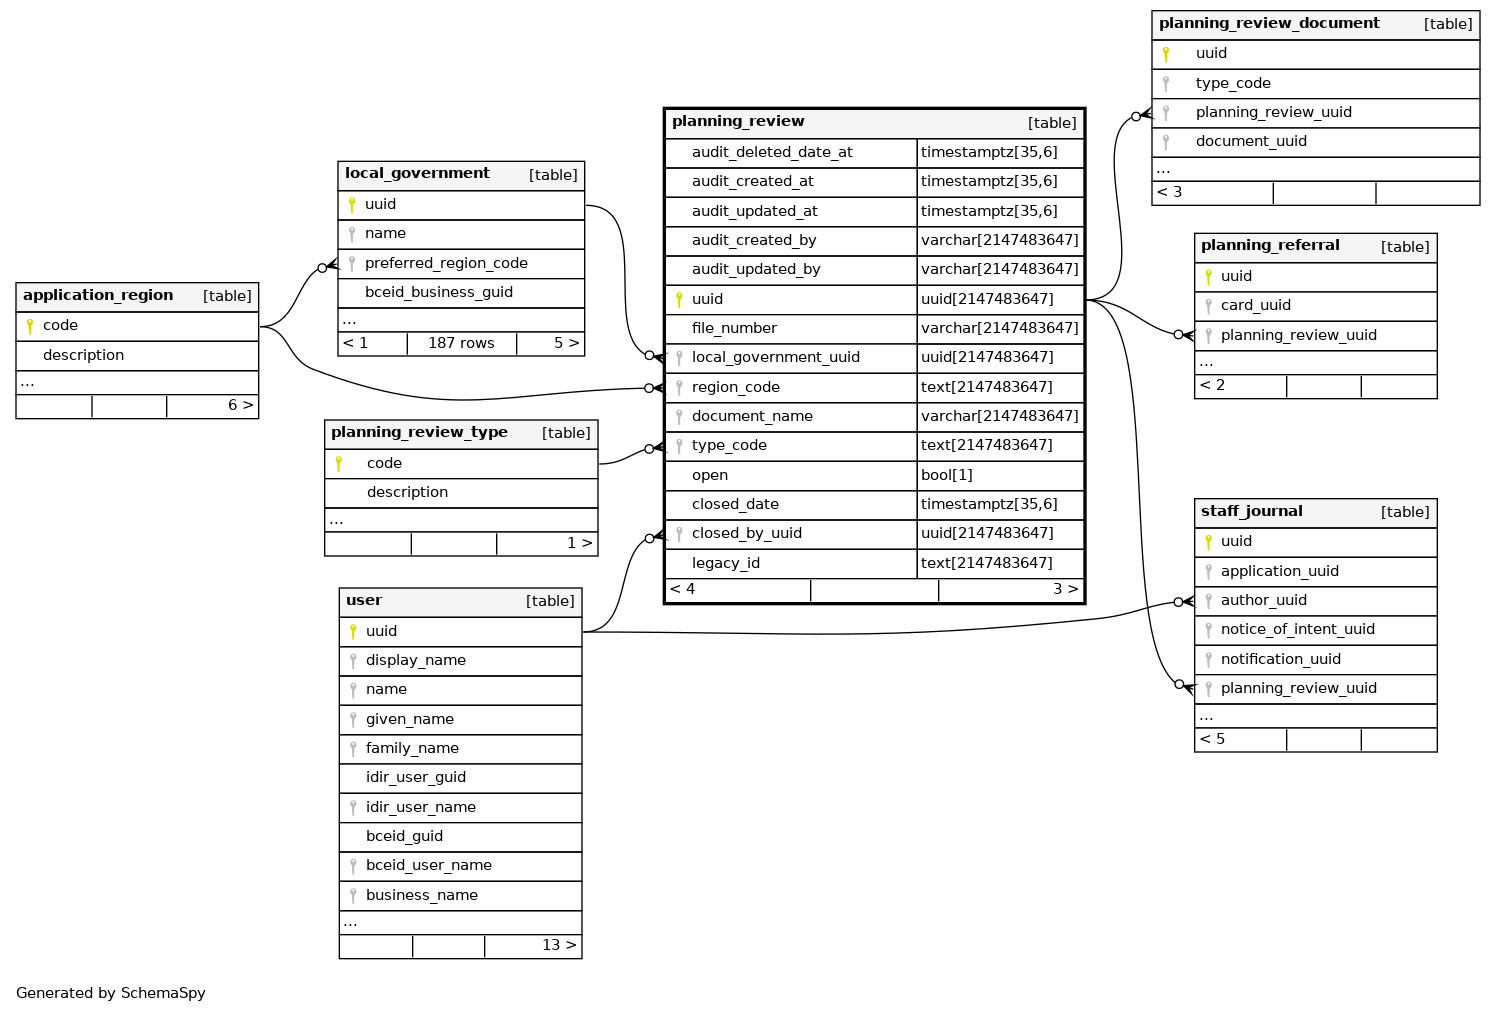 planning_review_document [table]
uuid
type_code
planning_review_uuid
document_uuid
...
< 3
planning_review [table]
audit_deleted_date_at timestamptz[35,6]
audit_created_at timestamptz[35,6]
audit_updated_at timestamptz[35,6]
audit_created_by varchar[2147483647]
audit_updated_by varchar[2147483647]
uuid uuid[2147483647]
file_number varchar[2147483647]
local_government_uuid uuid[2147483647]
region_code text[2147483647]
document_name varchar[2147483647]
type_code text[2147483647]
open bool[1]
closed_date timestamptz[35,6]
closed_by_uuid uuid[2147483647]
legacy_id text[2147483647]
< 4 3 >
local_government [table]
uuid
name
preferred_region_code
bceid_business_guid
...
< 1 187 rows 5 >
planning_referral [table]
uuid
card_uuid
planning_review_uuid
...
< 2
application_region [table]
code
description
...
6 >
planning_review_type [table]
code
description
...
1 >
staff_journal [table]
uuid
application_uuid
author_uuid
notice_of_intent_uuid
notification_uuid
planning_review_uuid
...
< 5
user [table]
uuid
display_name
name
given_name
family_name
idir_user_guid
idir_user_name
bceid_guid
bceid_user_name
business_name
...
13 >
Generated by SchemaSpy